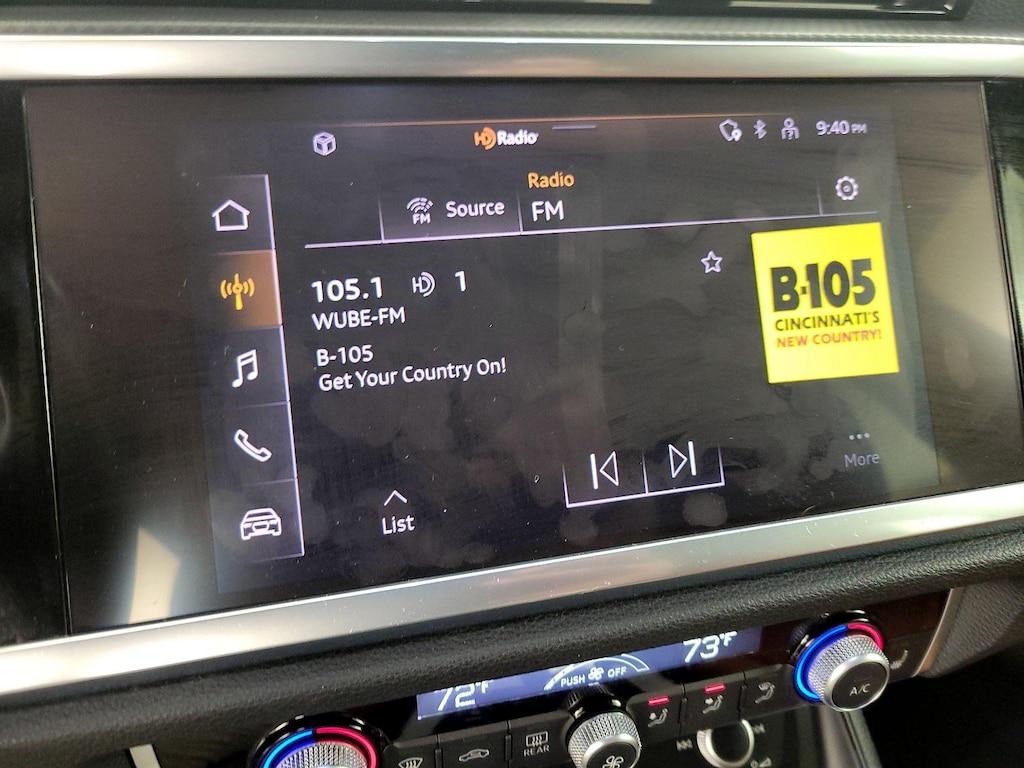 HD Radio
9:40 PM
Radio
FM Source FM
105.1 HD 1
WUBE-FM
B-105
Get Your Country On!
B-105
CINCINNATI'S
NEW COUNTRY!
More
List
72°F
PUSH OFF
73°F
A/C
REAR